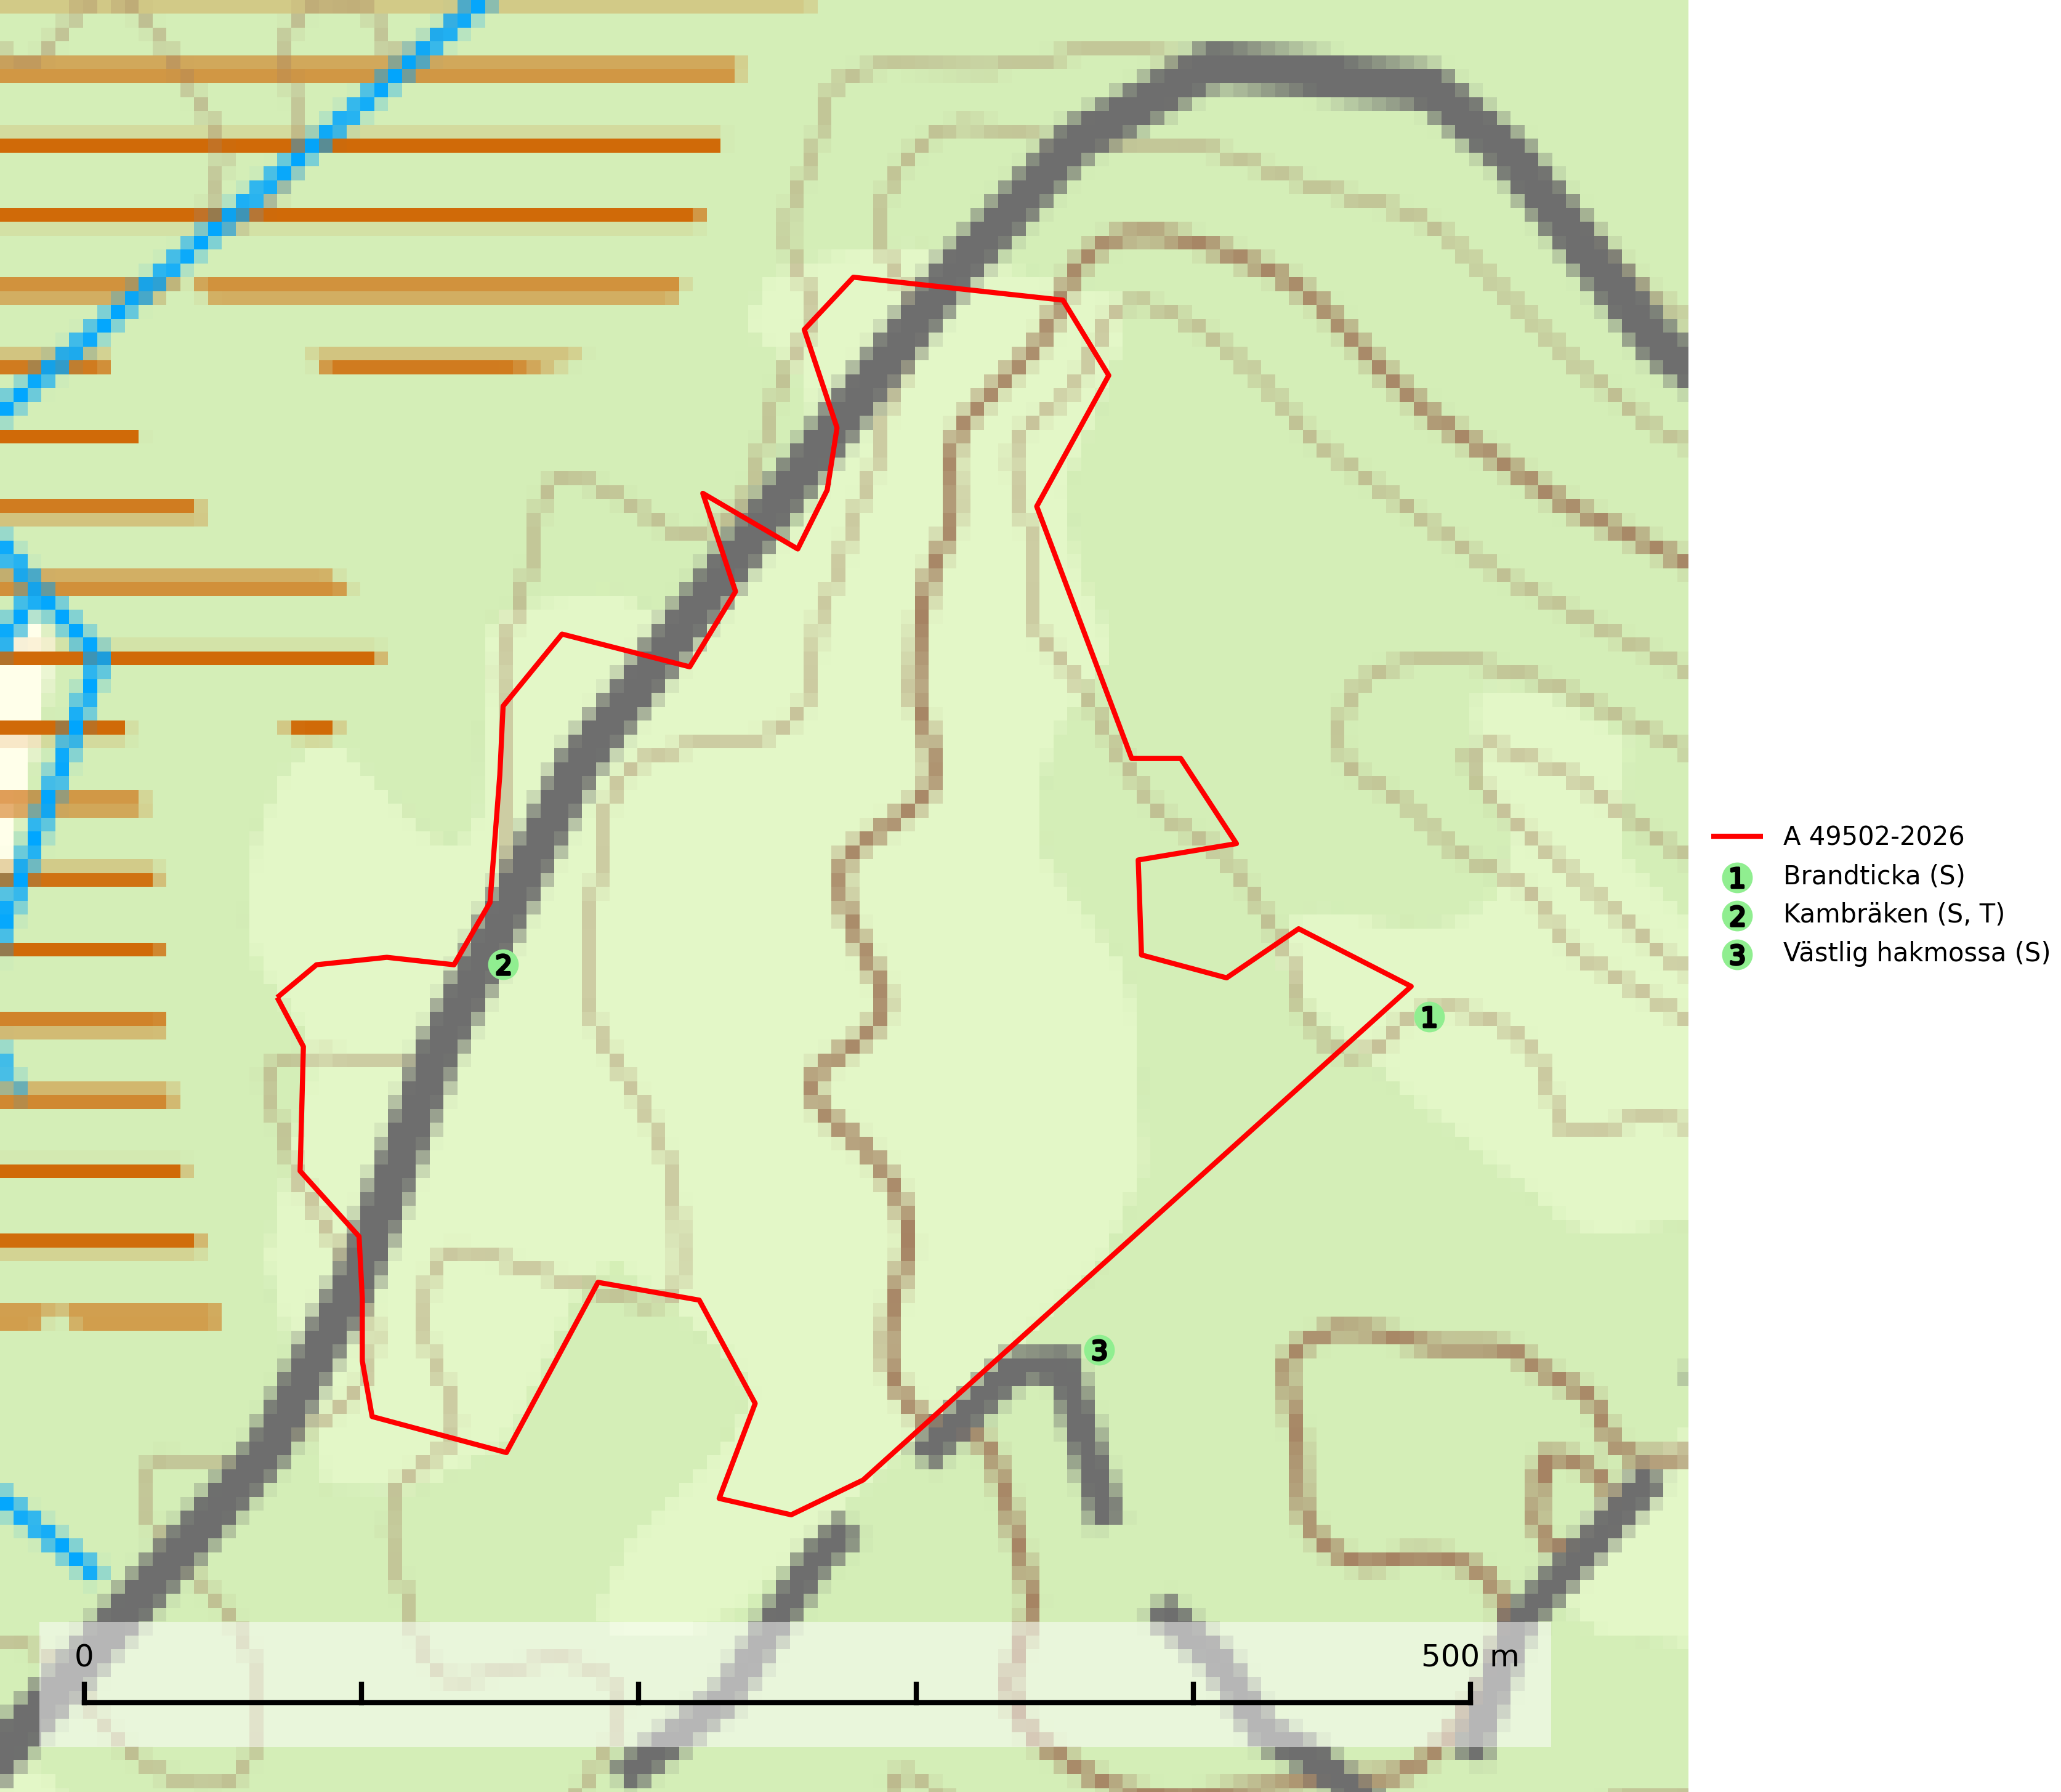 A 49502-2026
1 Brandticka (S)
2 Kambräken (S, T)
3 Västlig hakmossa (S)
2
1
3
0 500 m